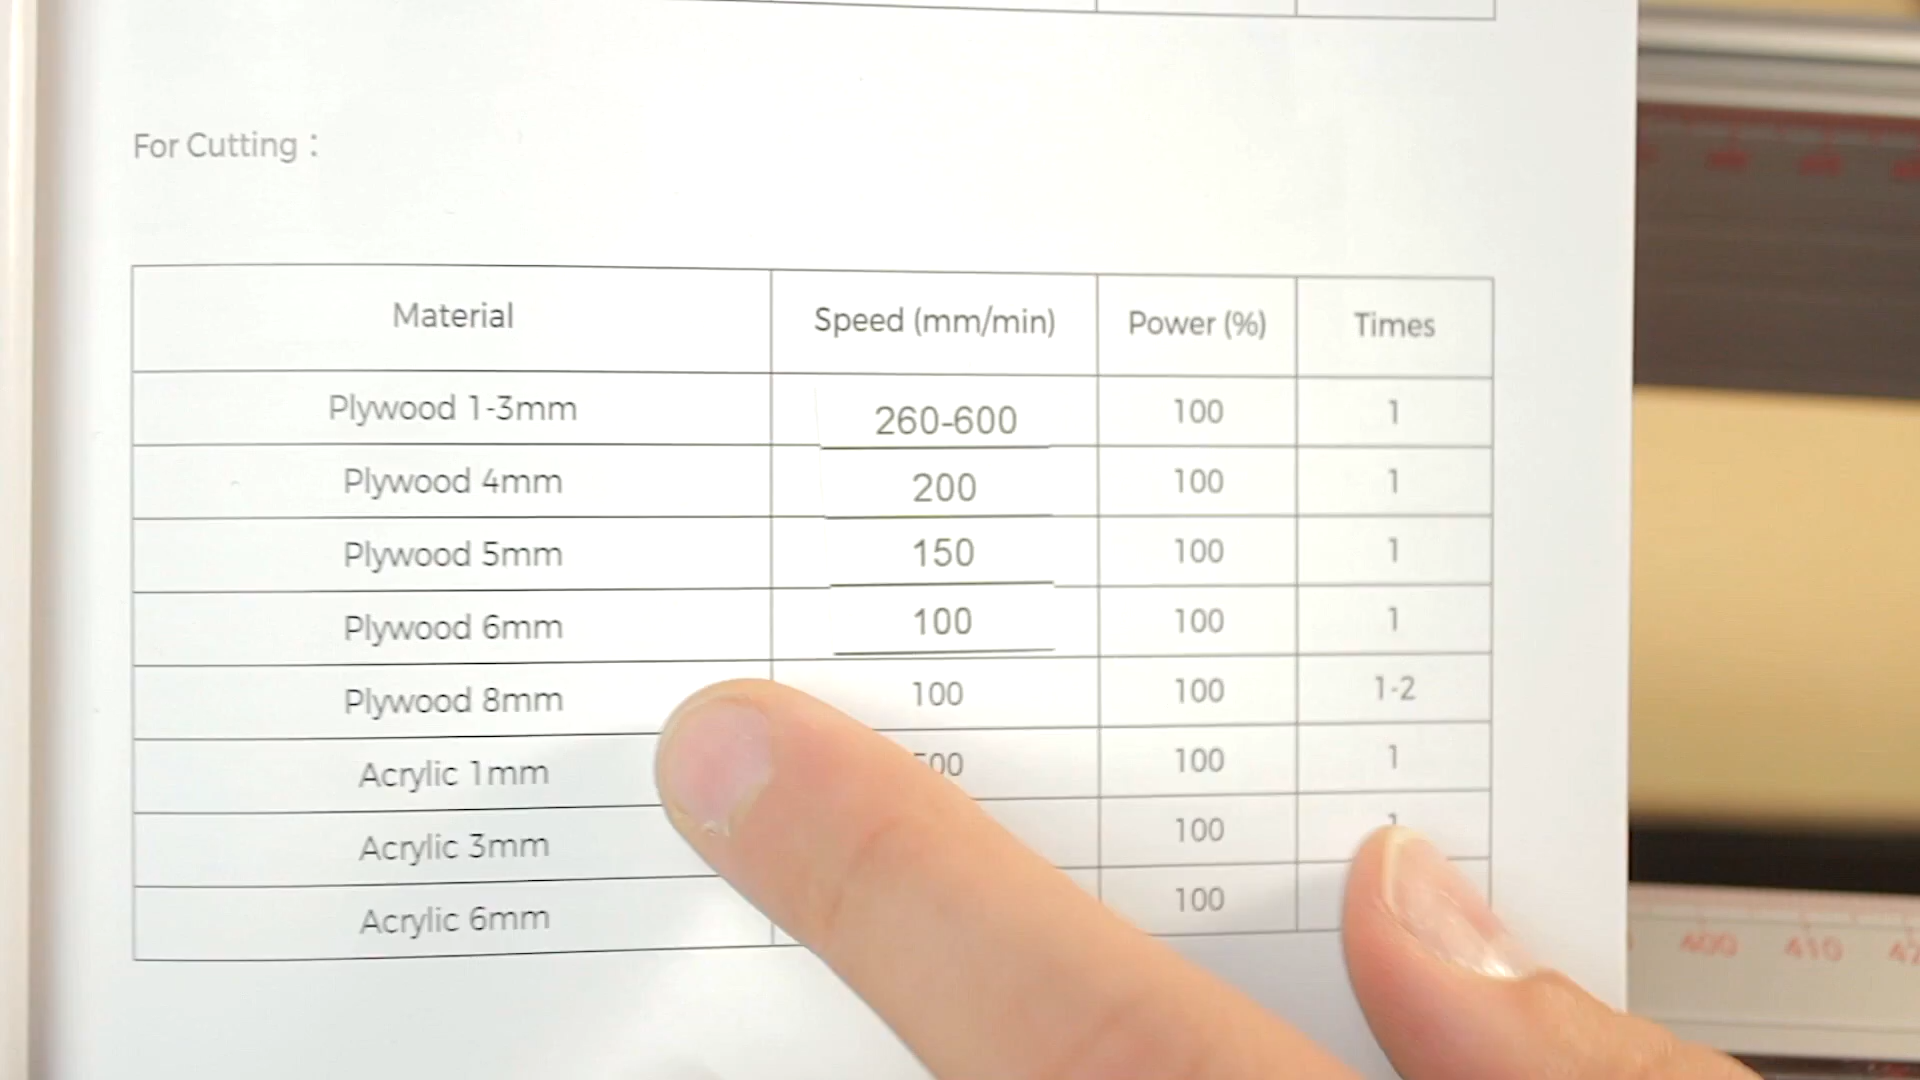 For Cutting :
Material Speed (mm/min) Power (%) Times
Plywood 1-3mm 260-600 100 1
Plywood 4mm 200 100 1
Plywood 5mm 150 100 1
Plywood 6mm 100 100 1
Plywood 8mm 100 100 1-2
Acrylic 1mm 100 1
Acrylic 3mm 100 1
Acrylic 6mm 100
400 410